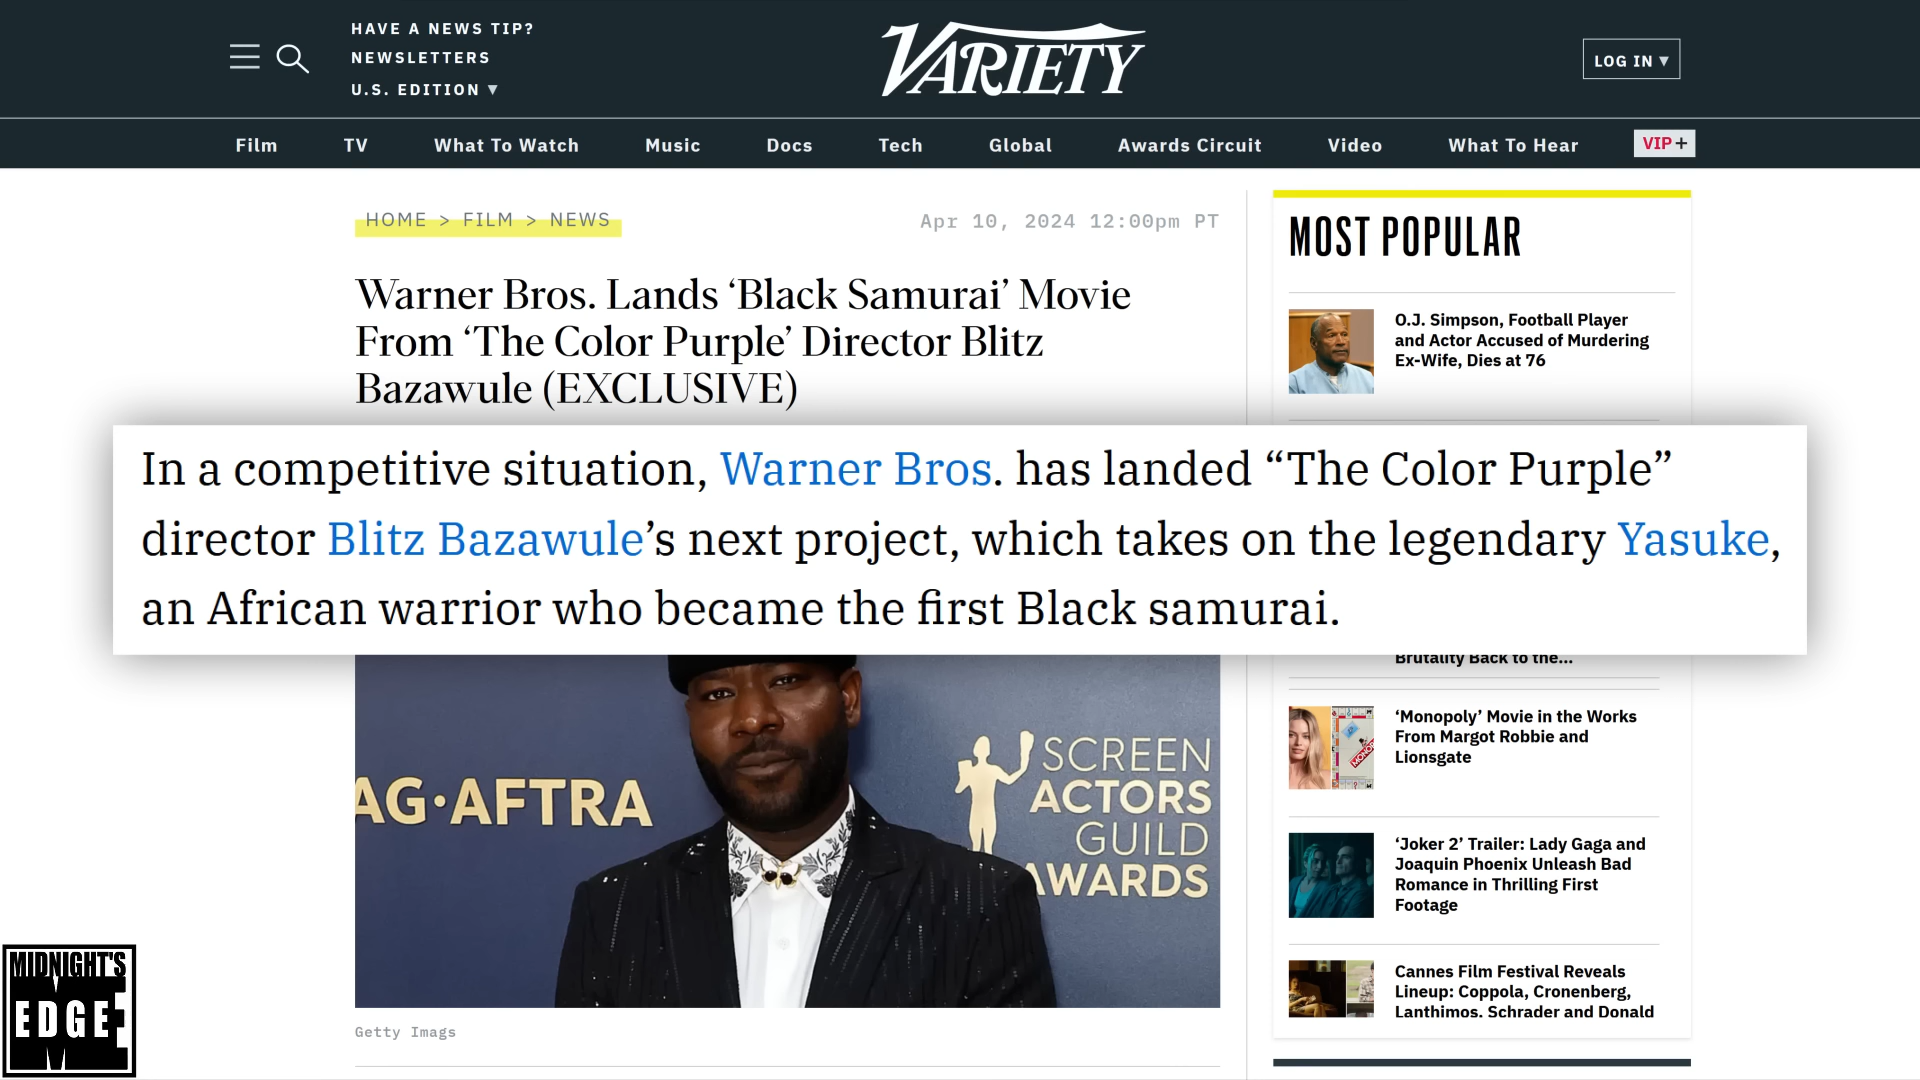 HAVE A NEWS TIP?
NEWSLETTERS
U.S. EDITION ▼
VARIETY
LOG IN ▼
Film TV What To Watch Music Docs Tech Global Awards Circuit Video What To Hear VIP+
HOME > FILM > NEWS
Apr 10, 2024 12:00pm PT
Warner Bros. Lands ‘Black Samurai’ Movie
From ‘The Color Purple’ Director Blitz
Bazawule (EXCLUSIVE)
In a competitive situation, Warner Bros. has landed “The Color Purple”
director Blitz Bazawule’s next project, which takes on the legendary Yasuke,
an African warrior who became the first Black samurai.
AG·AFTRA
SCREEN
ACTORS
GUILD
AWARDS
Getty Imags
MOST POPULAR
O.J. Simpson, Football Player
and Actor Accused of Murdering
Ex-Wife, Dies at 76
Brutality Back to the...
‘Monopoly’ Movie in the Works
From Margot Robbie and
Lionsgate
‘Joker 2’ Trailer: Lady Gaga and
Joaquin Phoenix Unleash Bad
Romance in Thrilling First
Footage
Cannes Film Festival Reveals
Lineup: Coppola, Cronenberg,
Lanthimos, Schrader and Donald
MIDNIGHT'S
EDGE